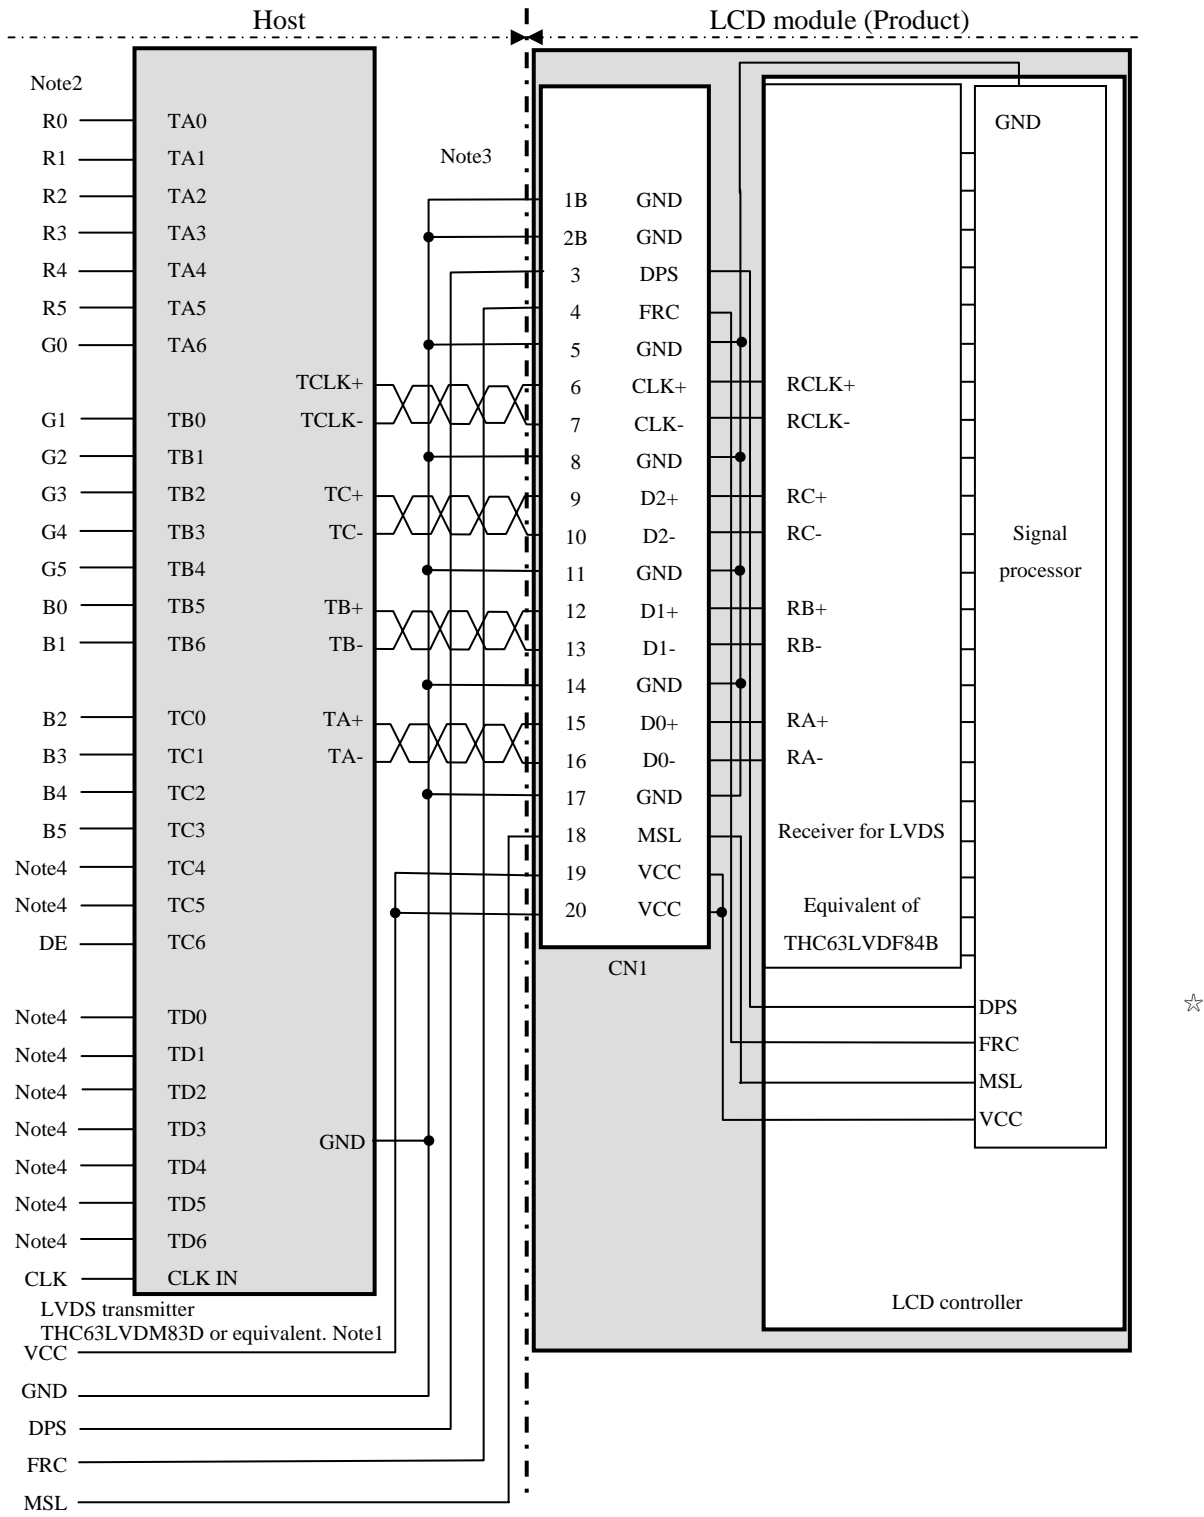 Host
LCD module (Product)
Note2
R0 TA0
R1 TA1
R2 TA2
R3 TA3
R4 TA4
R5 TA5
G0 TA6
G1 TB0
G2 TB1
G3 TB2
G4 TB3
G5 TB4
B0 TB5
B1 TB6
B2 TC0
B3 TC1
B4 TC2
B5 TC3
Note4 TC4
Note4 TC5
DE TC6
Note4 TD0
Note4 TD1
Note4 TD2
Note4 TD3
Note4 TD4
Note4 TD5
Note4 TD6
CLK CLK IN
TCLK+
TCLK-
TC+
TC-
TB+
TB-
TA+
TA-
GND
LVDS transmitter
THC63LVDM83D or equivalent. Note1
VCC
GND
DPS
FRC
MSL
Note3
1B GND
2B GND
3 DPS
4 FRC
5 GND
6 CLK+
7 CLK-
8 GND
9 D2+
10 D2-
11 GND
12 D1+
13 D1-
14 GND
15 D0+
16 D0-
17 GND
18 MSL
19 VCC
20 VCC
CN1
RCLK+
RCLK-
RC+
RC-
RB+
RB-
RA+
RA-
Receiver for LVDS
Equivalent of
THC63LVDF84B
GND
Signal
processor
DPS
FRC
MSL
VCC
LCD controller
☆